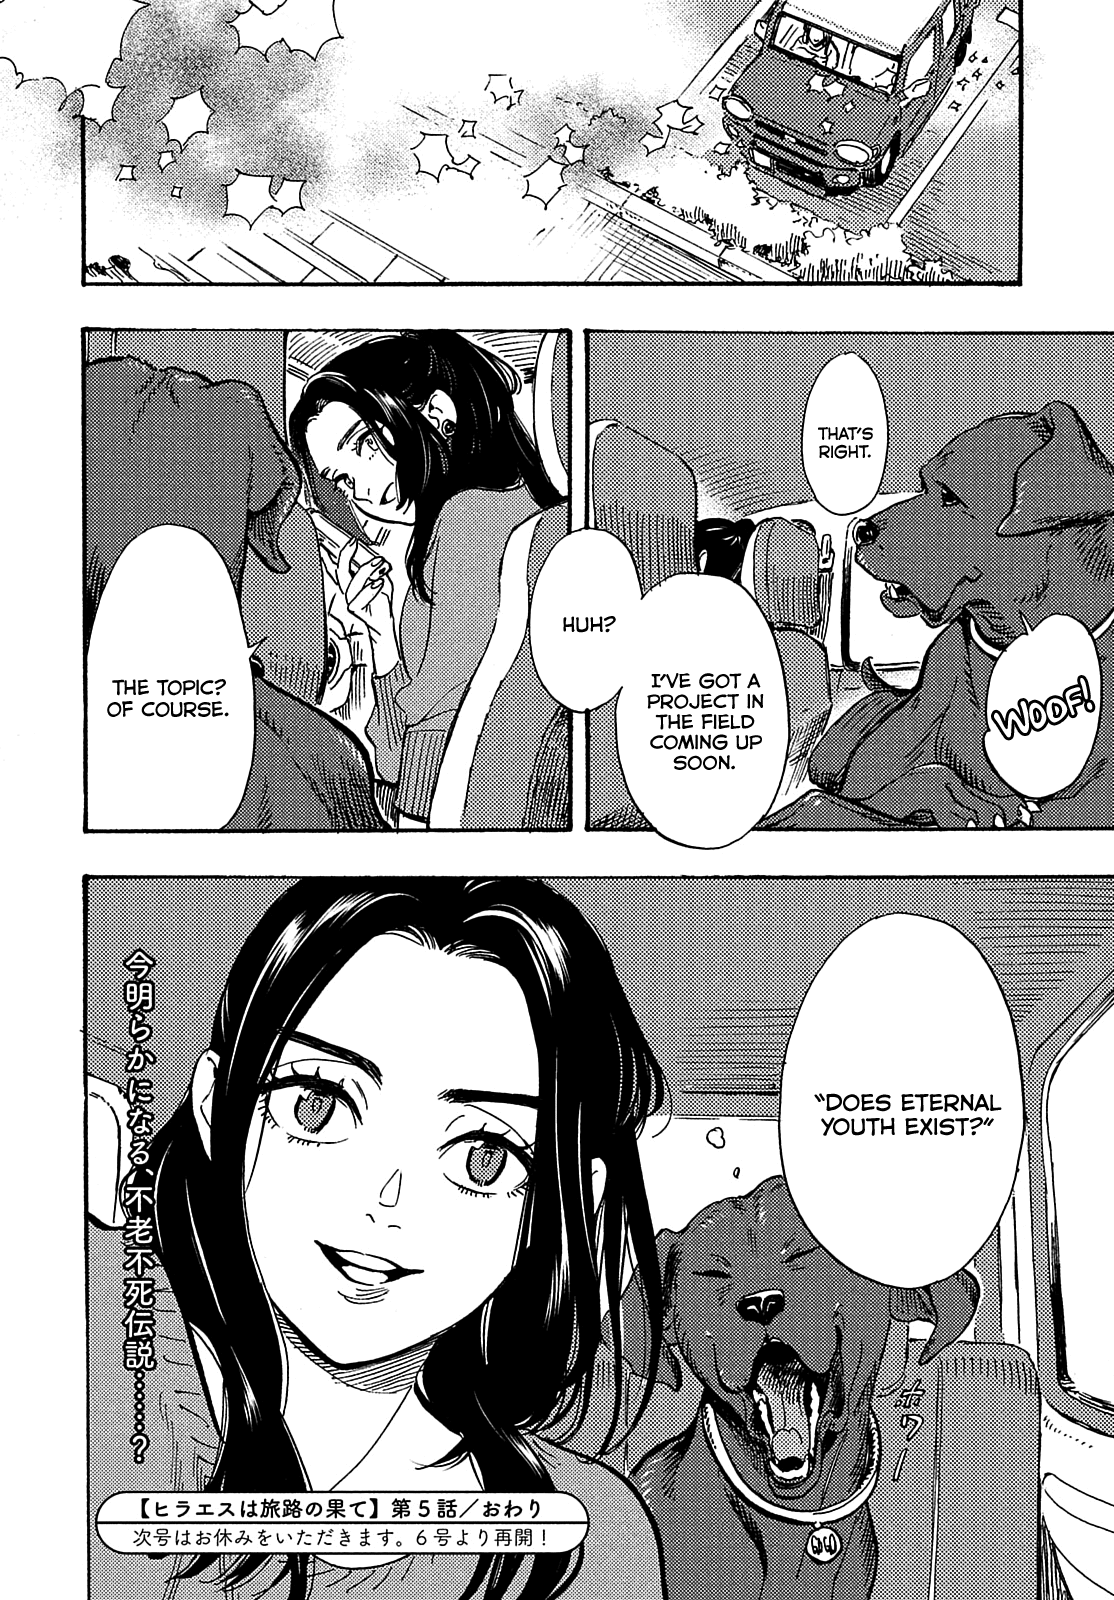 THAT'S
RIGHT.
WOOF!
I'VE GOT A
PROJECT IN
THE FIELD
COMING UP
SOON.
HUH?
THE TOPIC?
OF COURSE.
"DOES ETERNAL
YOUTH EXIST?"
ホワー
GOGO
今明らかになる、不老不死伝説……?
【ヒラエスは旅路の果て】第5話／おわり
次号はお休みをいただきます。6号より再開！